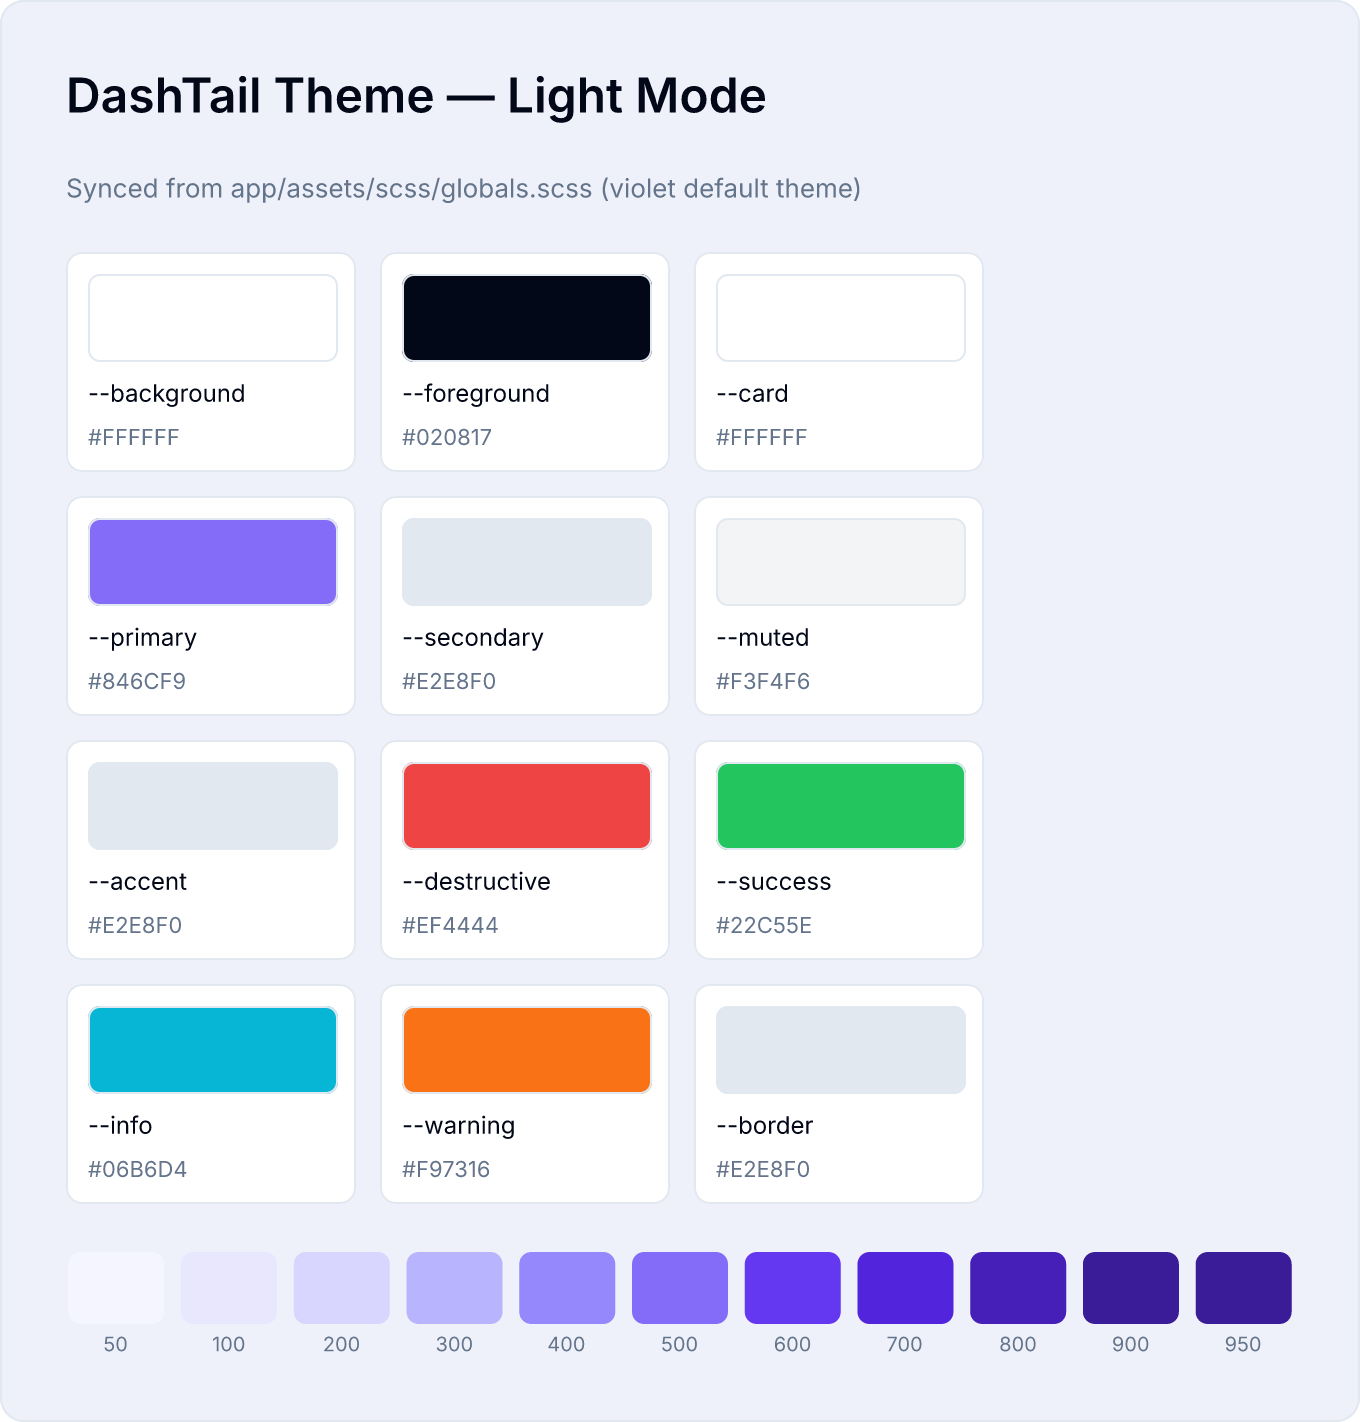 DashTail Theme — Light Mode
Synced from app/assets/scss/globals.scss (violet default theme)
--background
#FFFFFF
--foreground
#020817
--card
#FFFFFF
--primary
#846CF9
--secondary
#E2E8F0
--muted
#F3F4F6
--accent
#E2E8F0
--destructive
#EF4444
--success
#22C55E
--info
#06B6D4
--warning
#F97316
--border
#E2E8F0
50 100 200 300 400 500 600 700 800 900 950